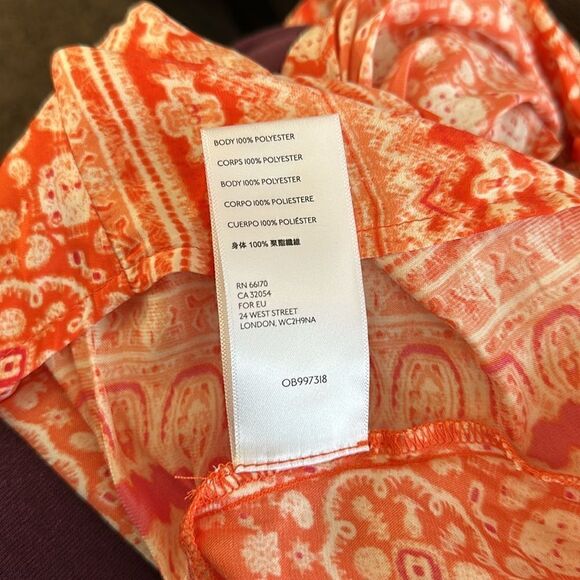 BODY 100% POLYESTER
CORPS 100% POLYESTER
BODY 100% POLYESTER
CORPO 100% POLIESTERE
CUERPO 100% POLIÉSTER
身体 100% 聚脂纖維
RN 66170
CA 32054
FOR EU
24 WEST STREET
LONDON, WC2H9NA
OB997318